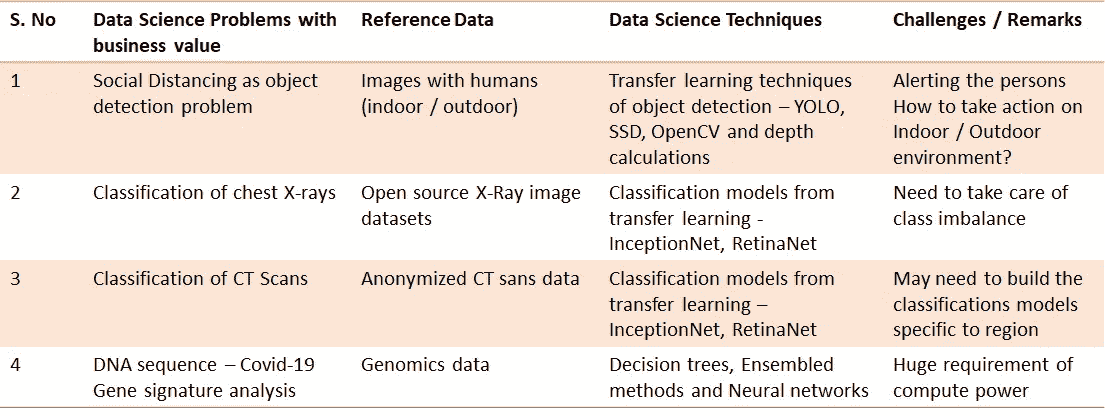 S. No
Data Science Problems with
business value
Reference Data
Data Science Techniques
Challenges / Remarks
1
Social Distancing as object
detection problem
Images with humans
(indoor / outdoor)
Transfer learning techniques
of object detection – YOLO,
SSD, OpenCV and depth
calculations
Alerting the persons
How to take action on
Indoor / Outdoor
environment?
2
Classification of chest X-rays
Open source X-Ray image
datasets
Classification models from
transfer learning -
InceptionNet, RetinaNet
Need to take care of
class imbalance
3
Classification of CT Scans
Anonymized CT sans data
Classification models from
transfer learning –
InceptionNet, RetinaNet
May need to build the
classifications models
specific to region
4
DNA sequence – Covid-19
Gene signature analysis
Genomics data
Decision trees, Ensembled
methods and Neural networks
Huge requirement of
compute power